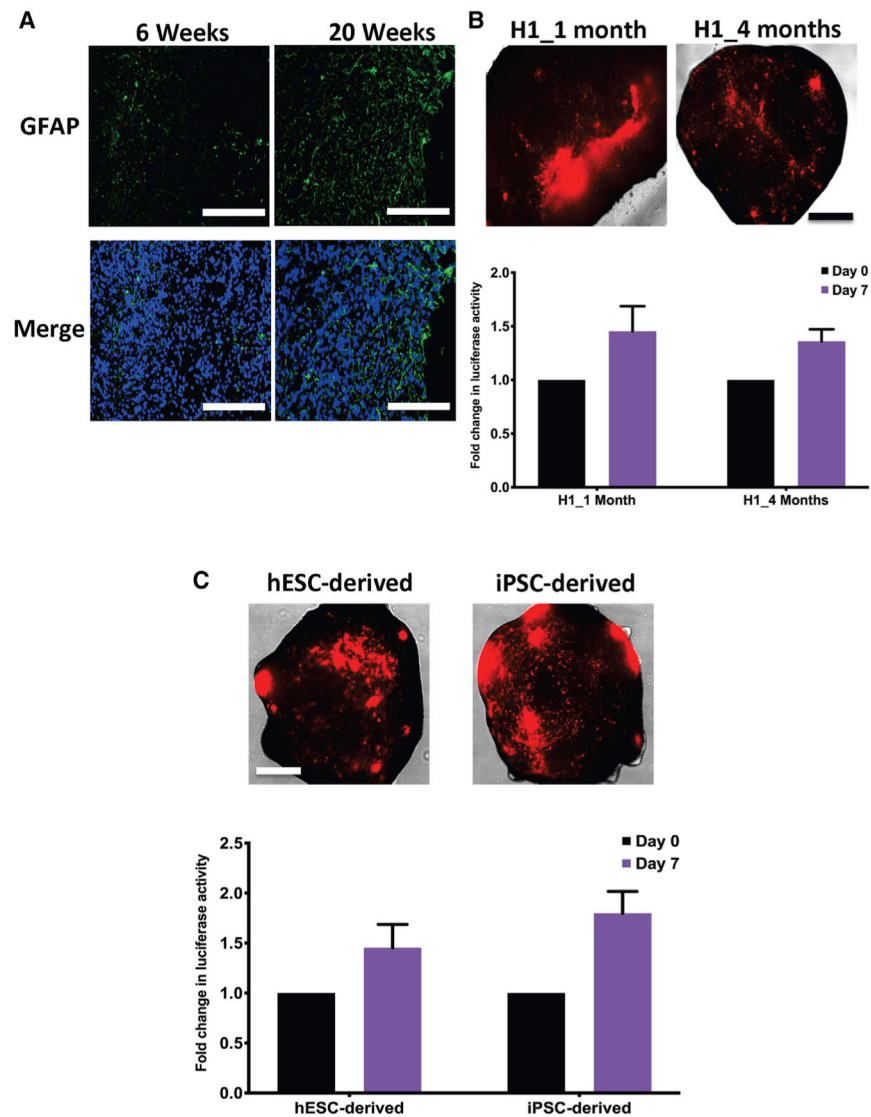 A
6 Weeks
20 Weeks
GFAP
Merge
B
H1_1 month
H1_4 months
Fold change in luciferase activity
2.0
1.5
1.0
0.5
0.0
Day 0
Day 7
H1_1 Month
H1_4 Months
C
hESC-derived
iPSC-derived
Fold change in luciferase activity
2.5
2.0
1.5
1.0
0.5
0.0
Day 0
Day 7
hESC-derived
iPSC-derived